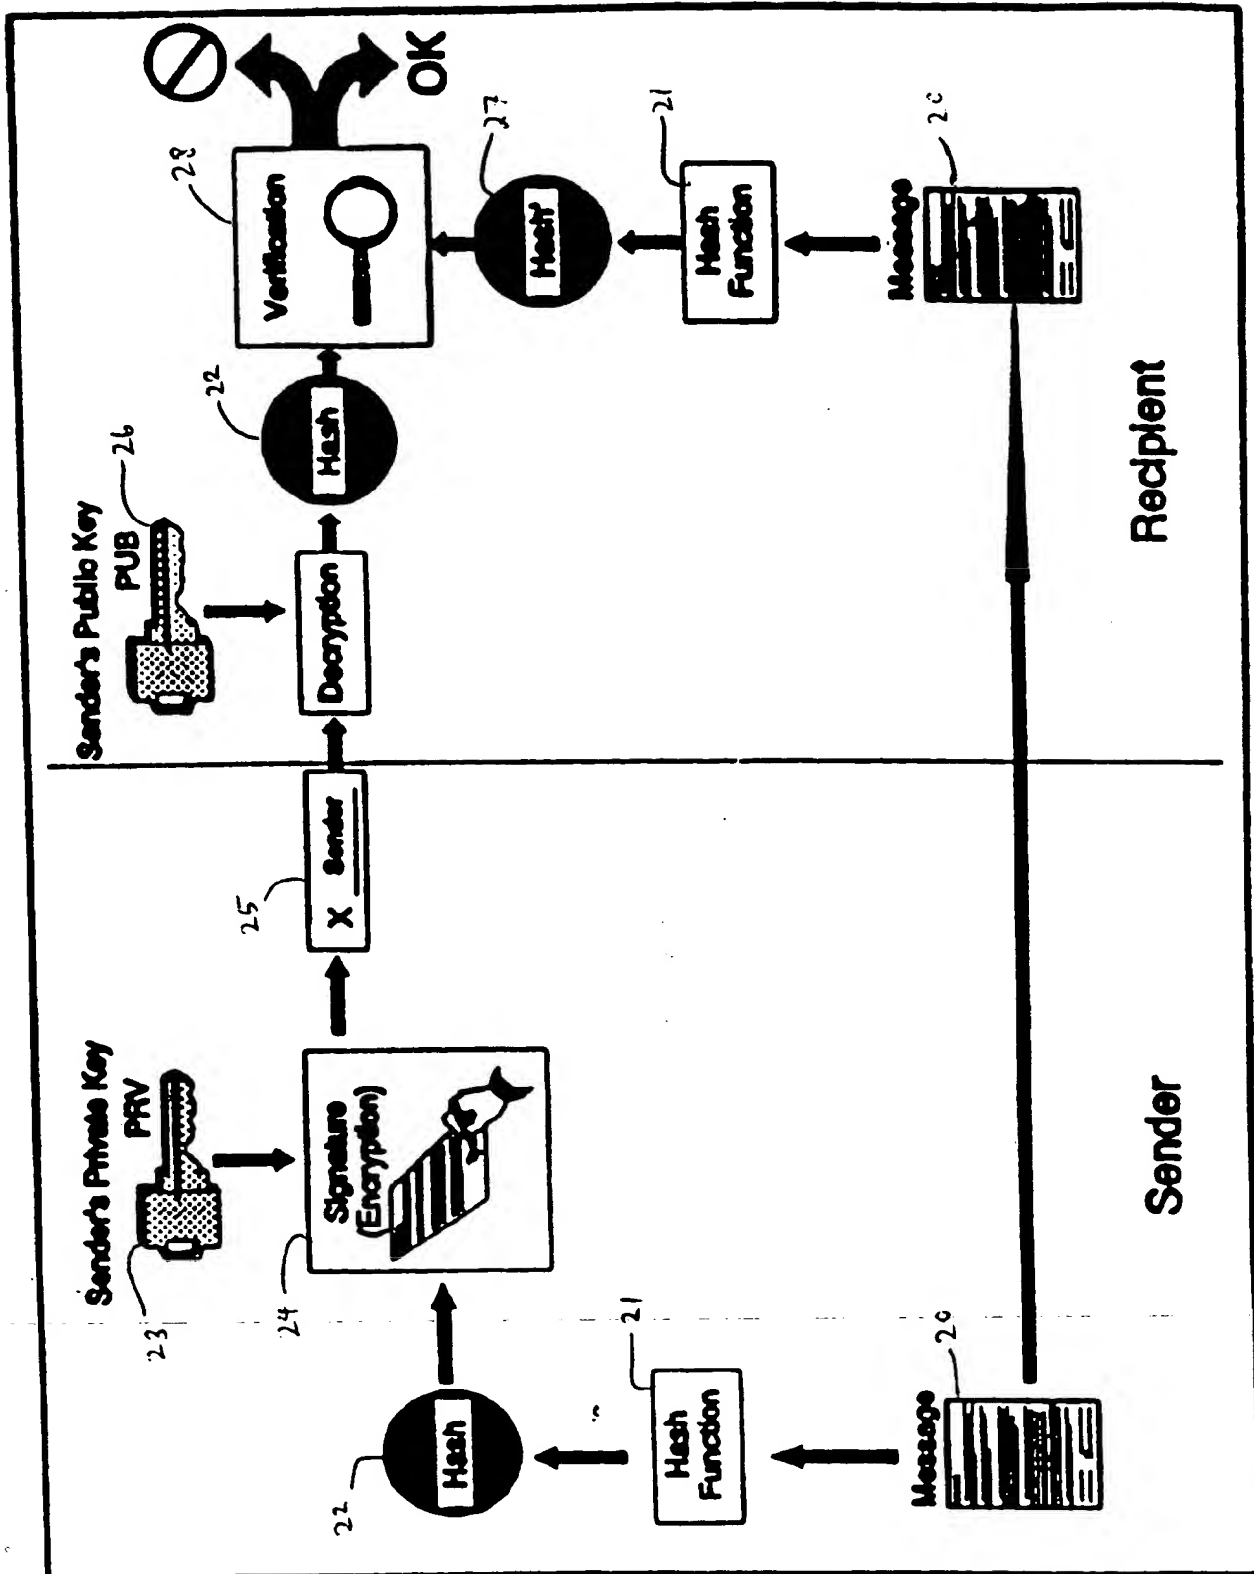 Sender's Private Key
PRV
23
Signature
(Encryption)
24
X Sender
25
Hash
22
Hash
Function
21
Message
20
Sender
Sender's Public Key
PUB
26
Decryption
Hash
22
Verification
28
OK
Hash'
27
Hash
Function
21
Message
20
Recipient